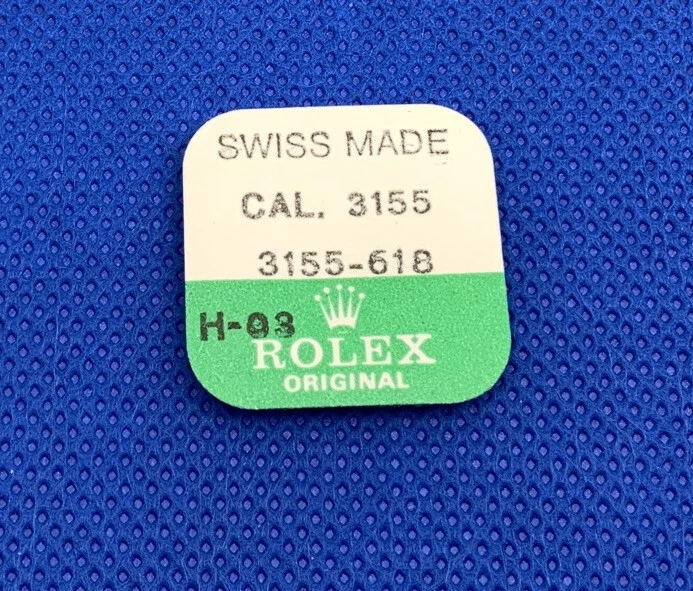 SWISS MADE
CAL. 3155
3155-618
H-03
ROLEX
ORIGINAL